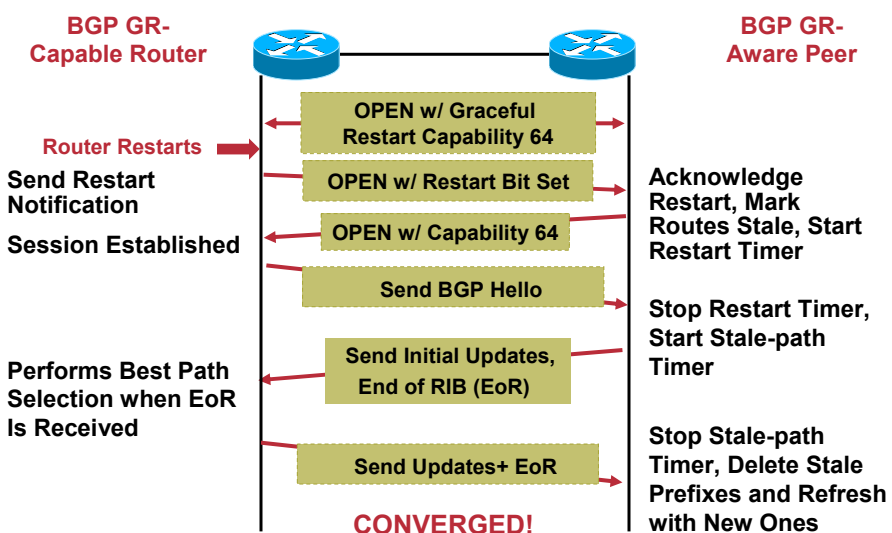 BGP GR-
Capable Router
BGP GR-
Aware Peer
OPEN w/ Graceful
Restart Capability 64
Router Restarts
Send Restart
Notification
OPEN w/ Restart Bit Set
Acknowledge
Restart, Mark
Routes Stale, Start
Restart Timer
Session Established
OPEN w/ Capability 64
Send BGP Hello
Stop Restart Timer,
Start Stale-path
Timer
Send Initial Updates,
End of RIB (EoR)
Performs Best Path
Selection when EoR
Is Received
Send Updates+ EoR
Stop Stale-path
Timer, Delete Stale
Prefixes and Refresh
with New Ones
CONVERGED!